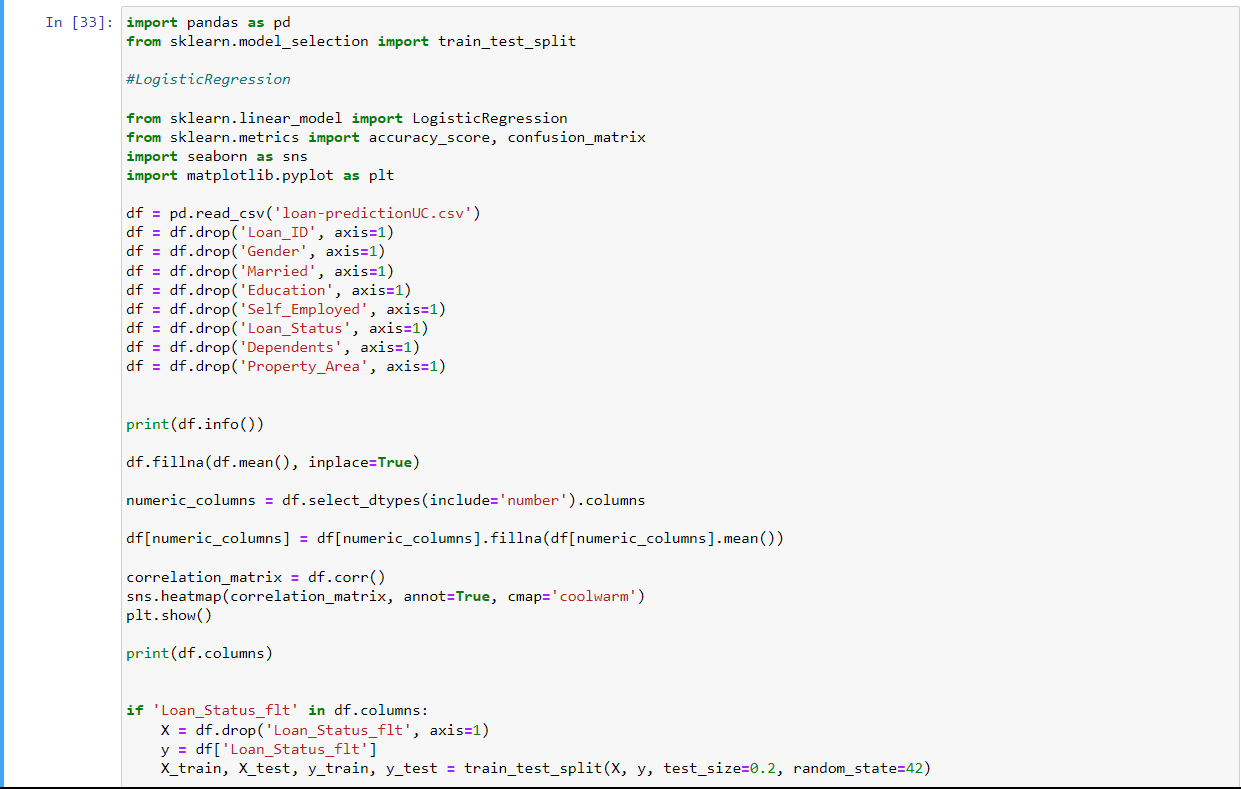 In [33]: import pandas as pd
from sklearn.model_selection import train_test_split
#LogisticRegression
from sklearn.linear_model import LogisticRegression
from sklearn.metrics import accuracy_score, confusion_matrix
import seaborn as sns
import matplotlib.pyplot as plt
df = pd.read_csv('loan-predictionUC.csv')
df = df.drop('Loan_ID', axis=1)
df = df.drop('Gender', axis=1)
df = df.drop('Married', axis=1)
df = df.drop('Education', axis=1)
df = df.drop('Self_Employed', axis=1)
df = df.drop('Loan_Status', axis=1)
df = df.drop('Dependents', axis=1)
df = df.drop('Property_Area', axis=1)
print(df.info())
df.fillna(df.mean(), inplace=True)
numeric_columns = df.select_dtypes(include='number').columns
df[numeric_columns] = df[numeric_columns].fillna(df[numeric_columns].mean())
correlation_matrix = df.corr()
sns.heatmap(correlation_matrix, annot=True, cmap='coolwarm')
plt.show()
print(df.columns)
if 'Loan_Status_flt' in df.columns:
    X = df.drop('Loan_Status_flt', axis=1)
    y = df['Loan_Status_flt']
    X_train, X_test, y_train, y_test = train_test_split(X, y, test_size=0.2, random_state=42)